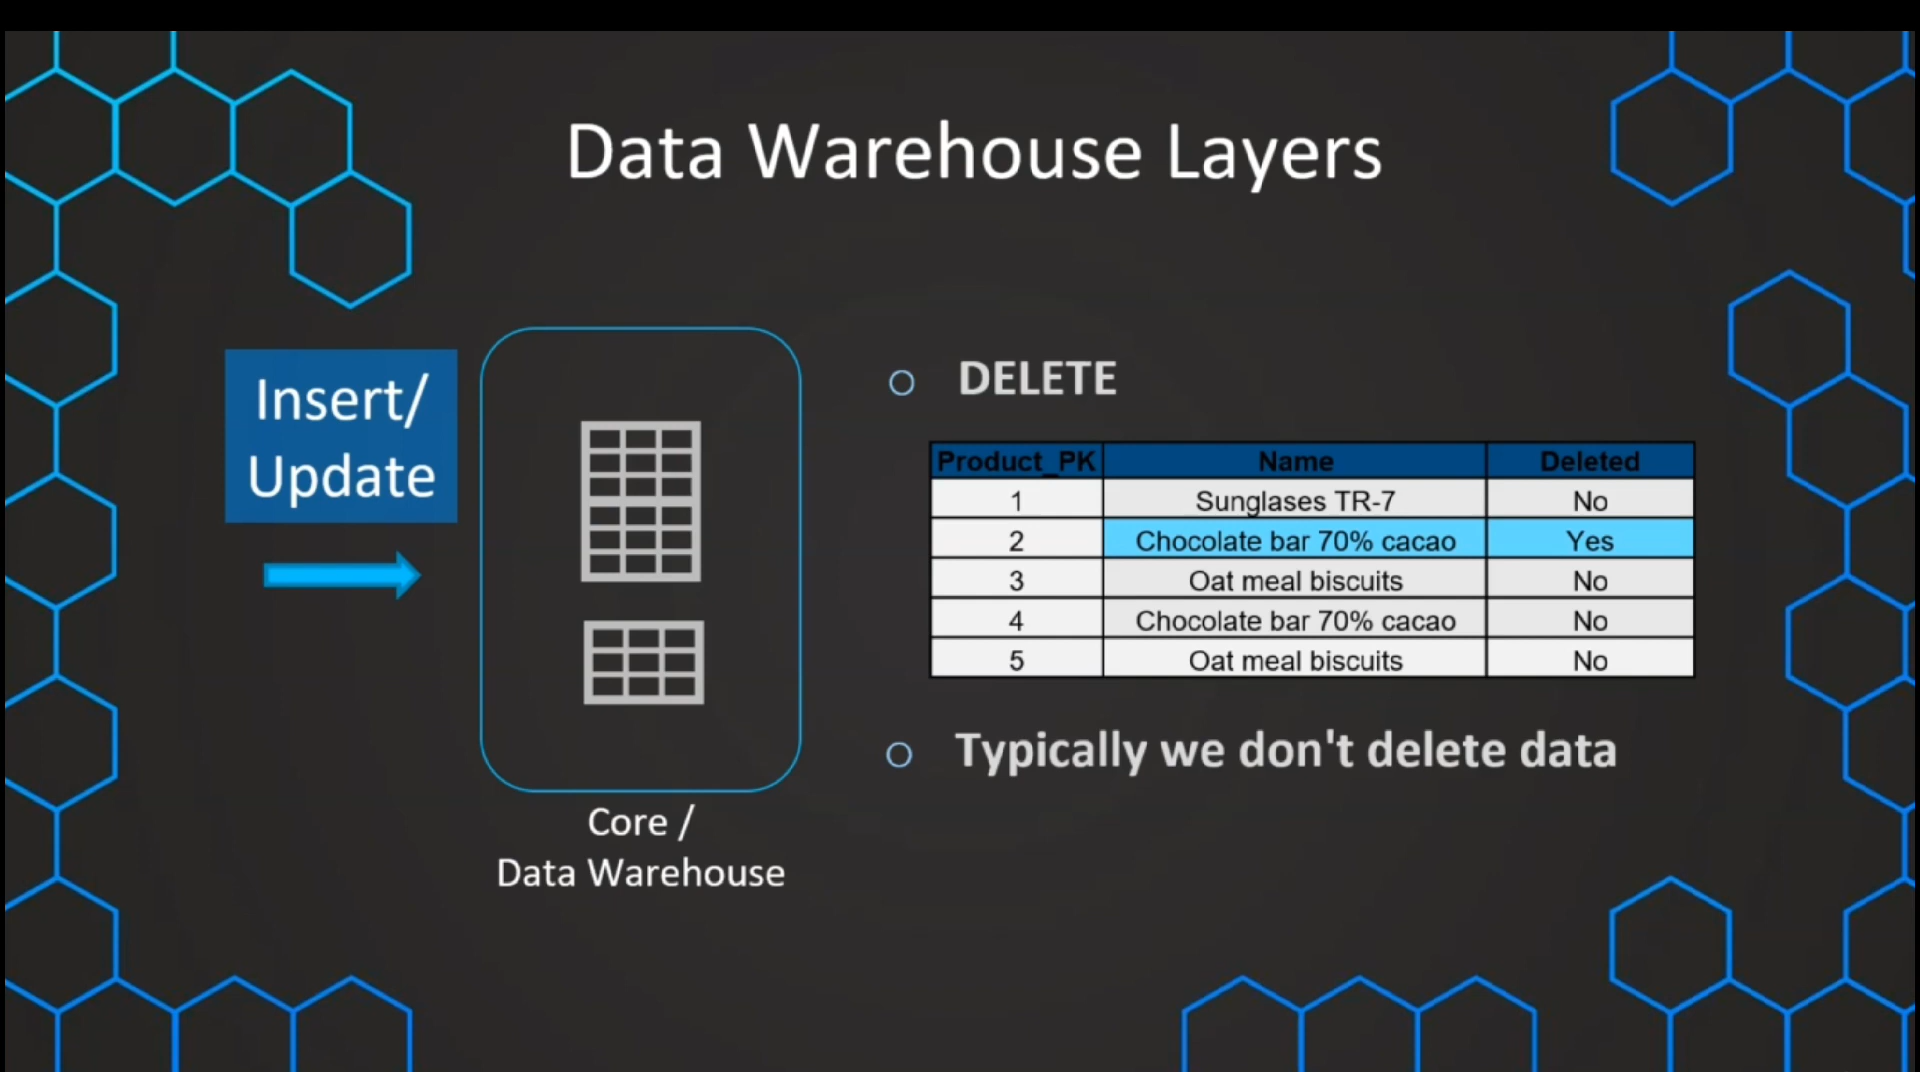 Data Warehouse Layers
Insert/
Update
Core /
Data Warehouse
DELETE
Product_PK Name Deleted
1 Sunglases TR-7 No
2 Chocolate bar 70% cacao Yes
3 Oat meal biscuits No
4 Chocolate bar 70% cacao No
5 Oat meal biscuits No
Typically we don't delete data